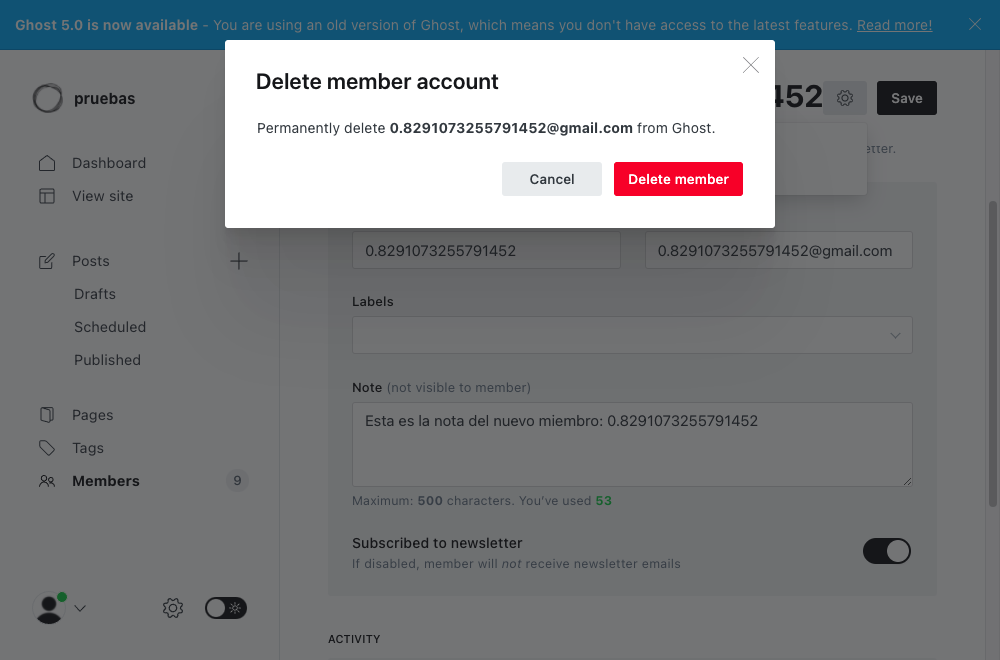 Ghost 5.0 is now available - You are using an old version of Ghost, which means you don't have access to the latest features. Read more!
Delete member account
Permanently delete 0.8291073255791452@gmail.com from Ghost.
Cancel
Delete member
452
Save
pruebas
Dashboard
View site
Posts
Drafts
Scheduled
Published
Pages
Tags
Members
9
0.8291073255791452
0.8291073255791452@gmail.com
Labels
Note (not visible to member)
Esta es la nota del nuevo miembro: 0.8291073255791452
Maximum: 500 characters. You've used 53
Subscribed to newsletter
If disabled, member will not receive newsletter emails
ACTIVITY